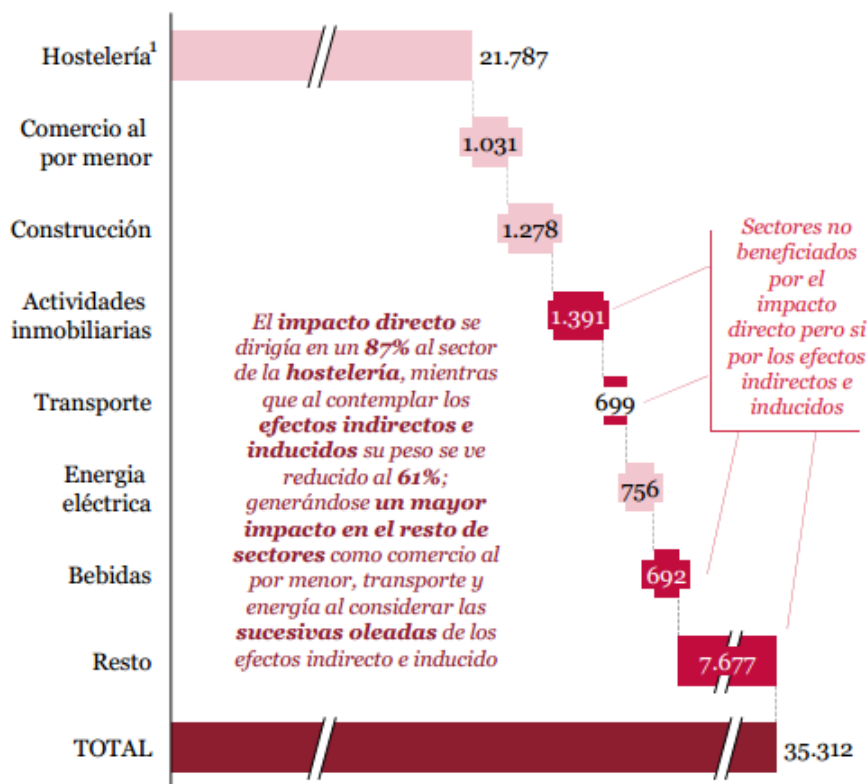 Hostelería¹
21.787
Comercio al
por menor
1.031
Construcción
1.278
Actividades
inmobiliarias
1.391
Transporte
699
Energia
eléctrica
756
Bebidas
692
Resto
7.677
TOTAL
35.312
El impacto directo se
dirigía en un 87% al sector
de la hostelería, mientras
que al contemplar los
efectos indirectos e
inducidos su peso se ve
reducido al 61%;
generándose un mayor
impacto en el resto de
sectores como comercio al
por menor, transporte y
energía al considerar las
sucesivas oleadas de los
efectos indirecto e inducido
Sectores no
beneficiados
por el
impacto
directo pero si
por los efectos
indirectos e
inducidos